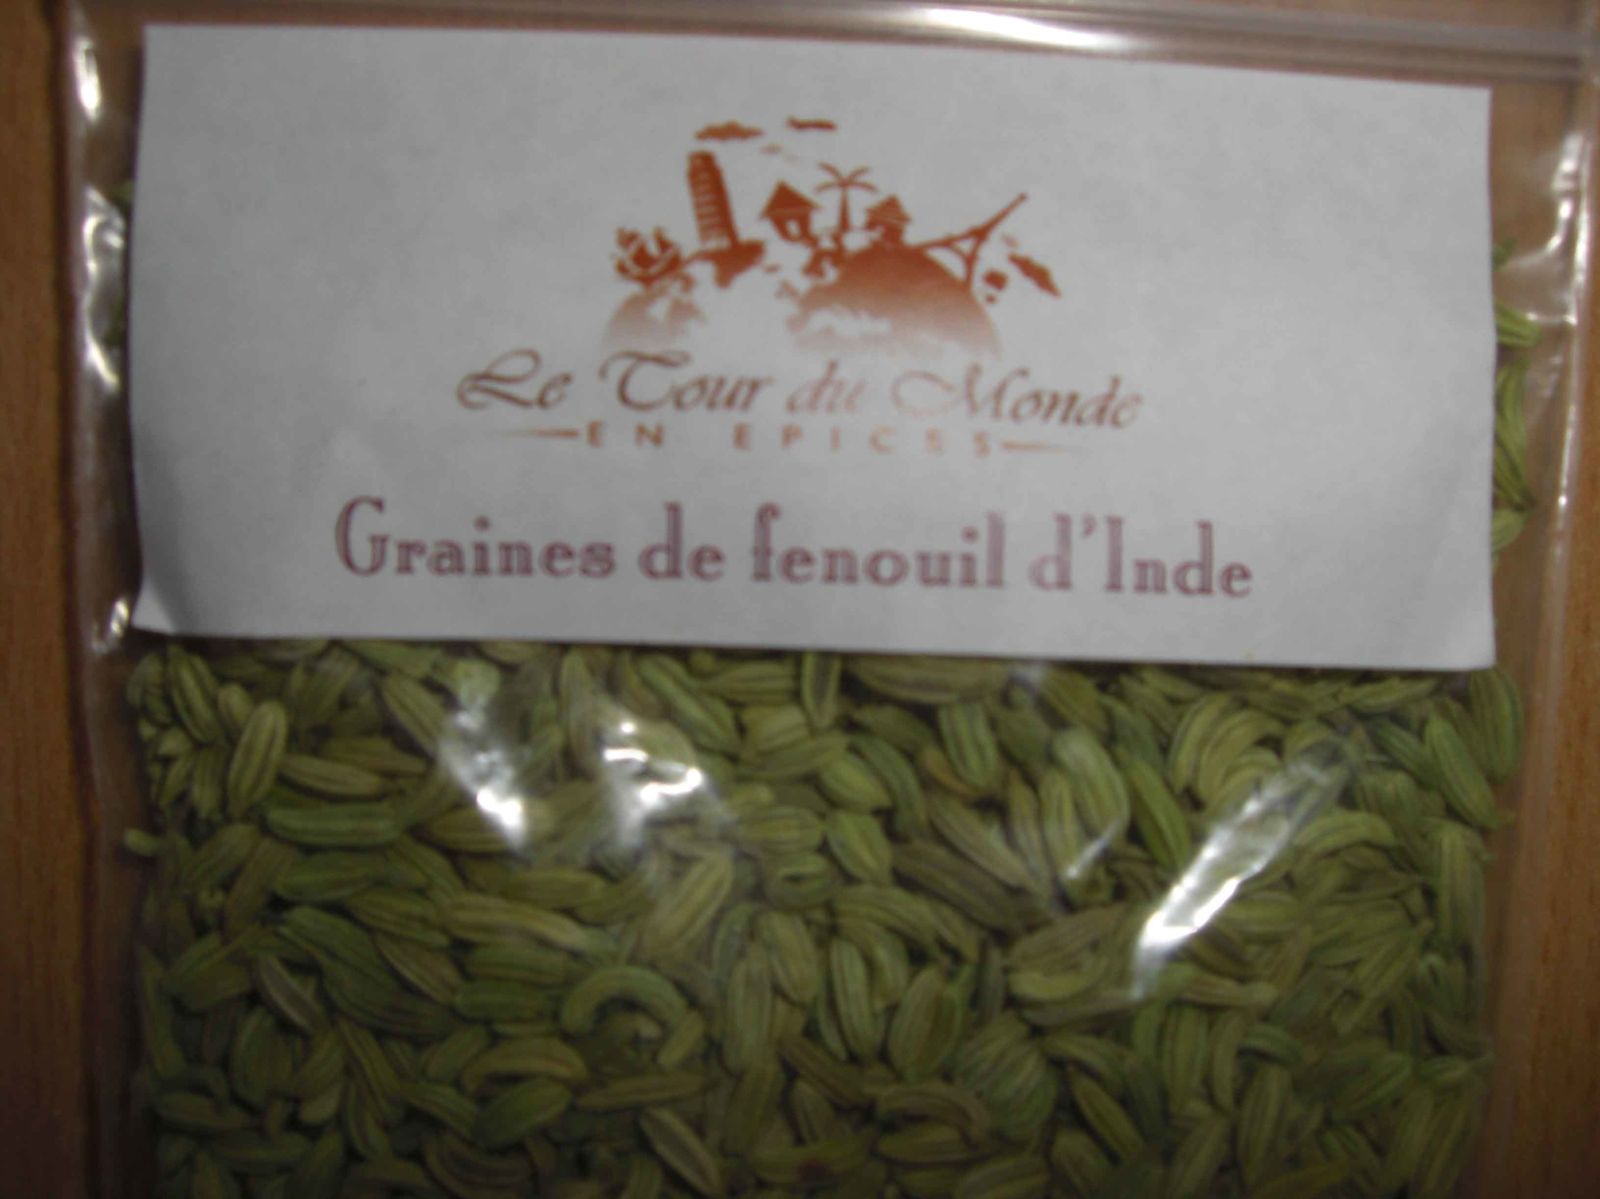 Le Tour du Monde
EN EPICES
Graines de fenouil d'Inde